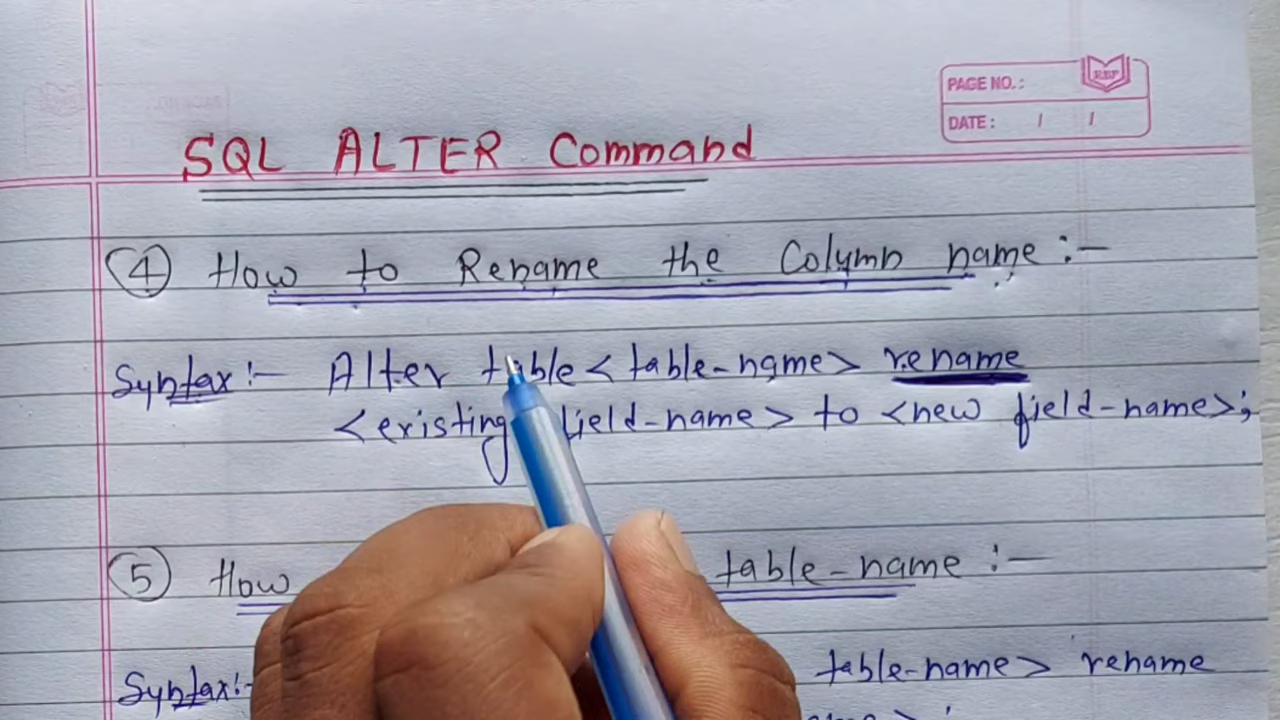 PAGE NO.:
RBP
DATE: / /
SQL ALTER Command
④ How to Rename the Column name :-
Syntax :- Alter table < table-name > rename
< existing field-name > to < new field-name > ;
⑤ How table-name :-
Syntax :- table-name > rename